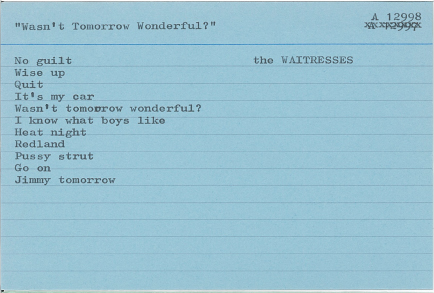 A 12998
"Wasn't Tomorrow Wonderful?"
A 12997
No guilt
the WAITRESSES
Wise up
Quit
It's my car
Wasn't tomorrow wonderful?
I know what boys like
Heat night
Redland
Pussy strut
Go on
Jimmy tomorrow